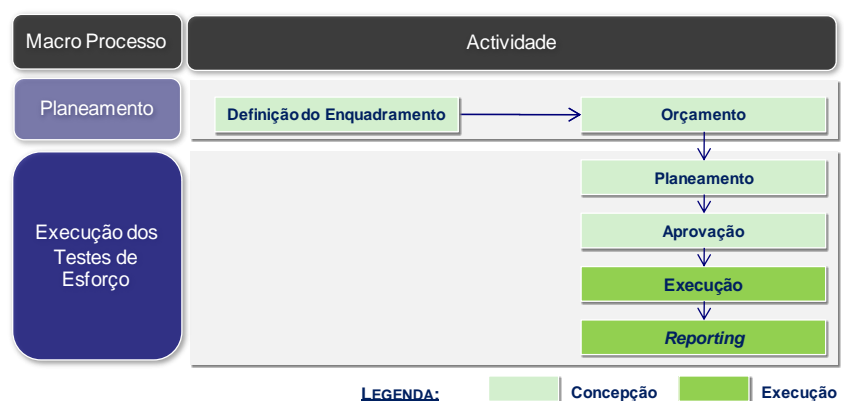 Macro Processo
Actividade
Planeamento
Definição do Enquadramento
Orçamento
Execução dos
Testes de
Esforço
Planeamento
Aprovação
Execução
Reporting
LEGENDA:
Concepção
Execução